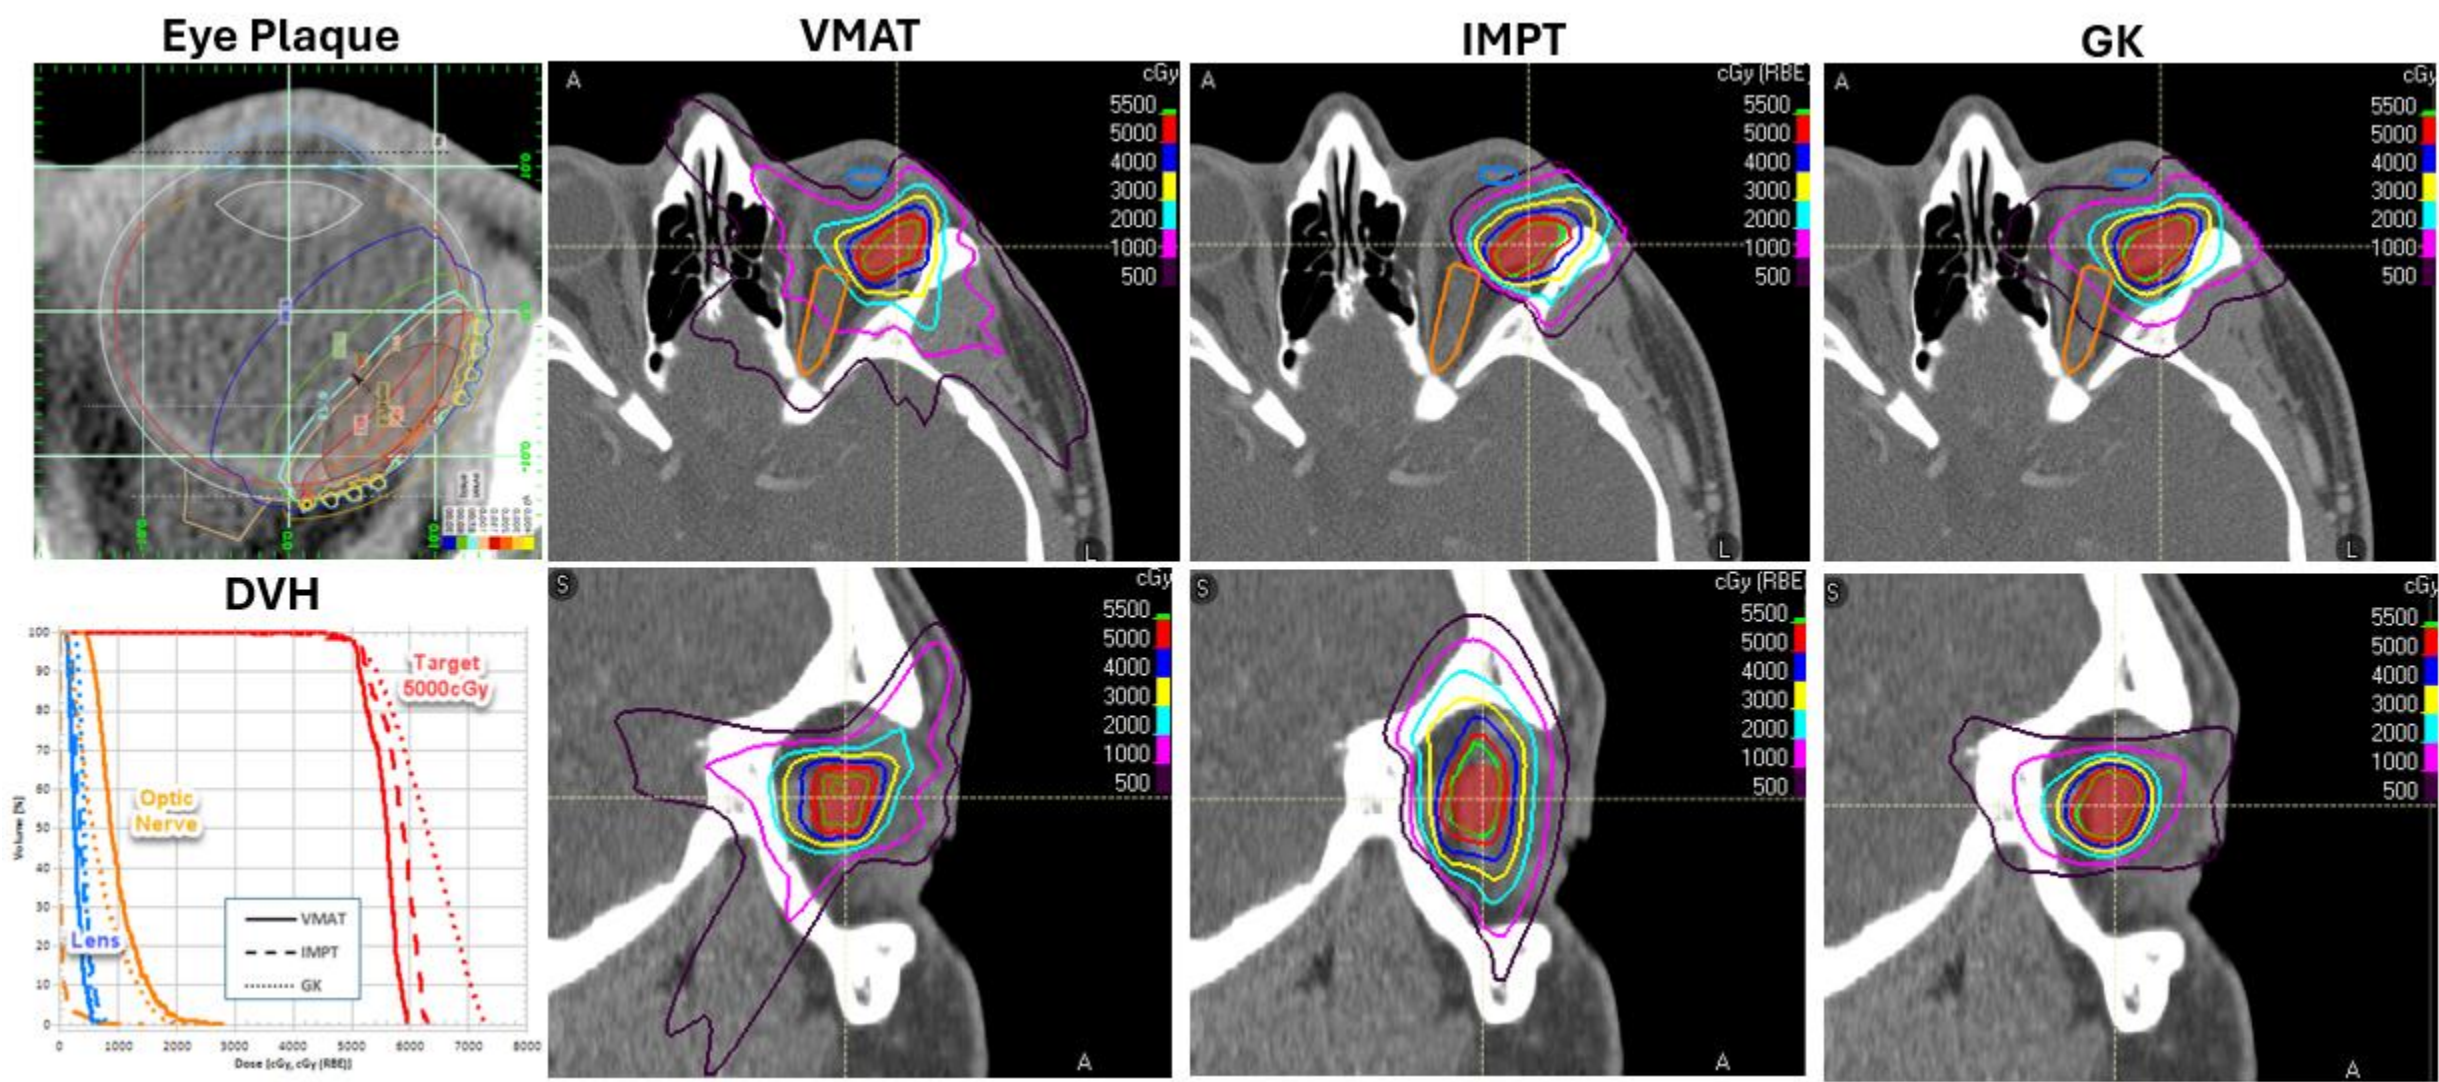 Eye Plaque
VMAT
IMPT
GK
A
cGy
5500
5000
4000
3000
2000
1000
500
L
A
cGy (RBE
5500
5000
4000
3000
2000
1000
500
L
A
cGy
5500
5000
4000
3000
2000
1000
500
L
DVH
100
90
80
70
60
50
40
30
20
10
0
Volume [%]
Target
5000cGy
Optic
Nerve
Lens
VMAT
IMPT
GK
0 1000 2000 3000 4000 5000 6000 7000 8000
Dose [cGy, cGy (RBE)]
S
cGy
5500
5000
4000
3000
2000
1000
500
A
S
cGy (RBE
5500
5000
4000
3000
2000
1000
500
A
S
cGy
5500
5000
4000
3000
2000
1000
500
A